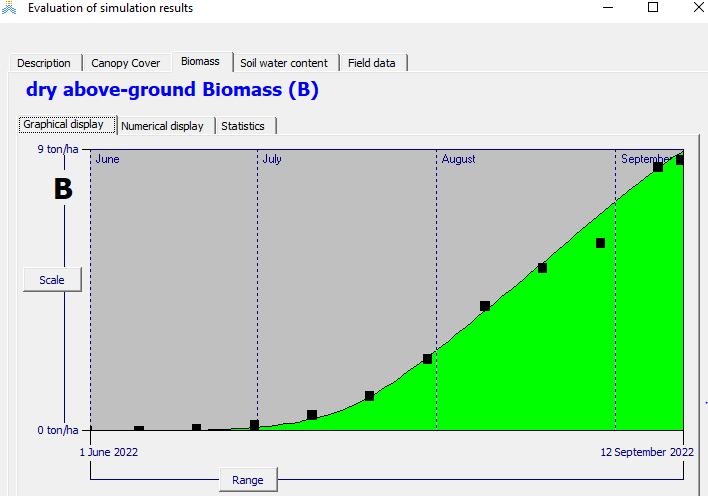 Evaluation of simulation results
Description Canopy Cover Biomass Soil water content Field data
dry above-ground Biomass (B)
Graphical display Numerical display Statistics
9 ton/ha June July August September
B
Scale
0 ton/ha
1 June 2022 12 September 2022
Range